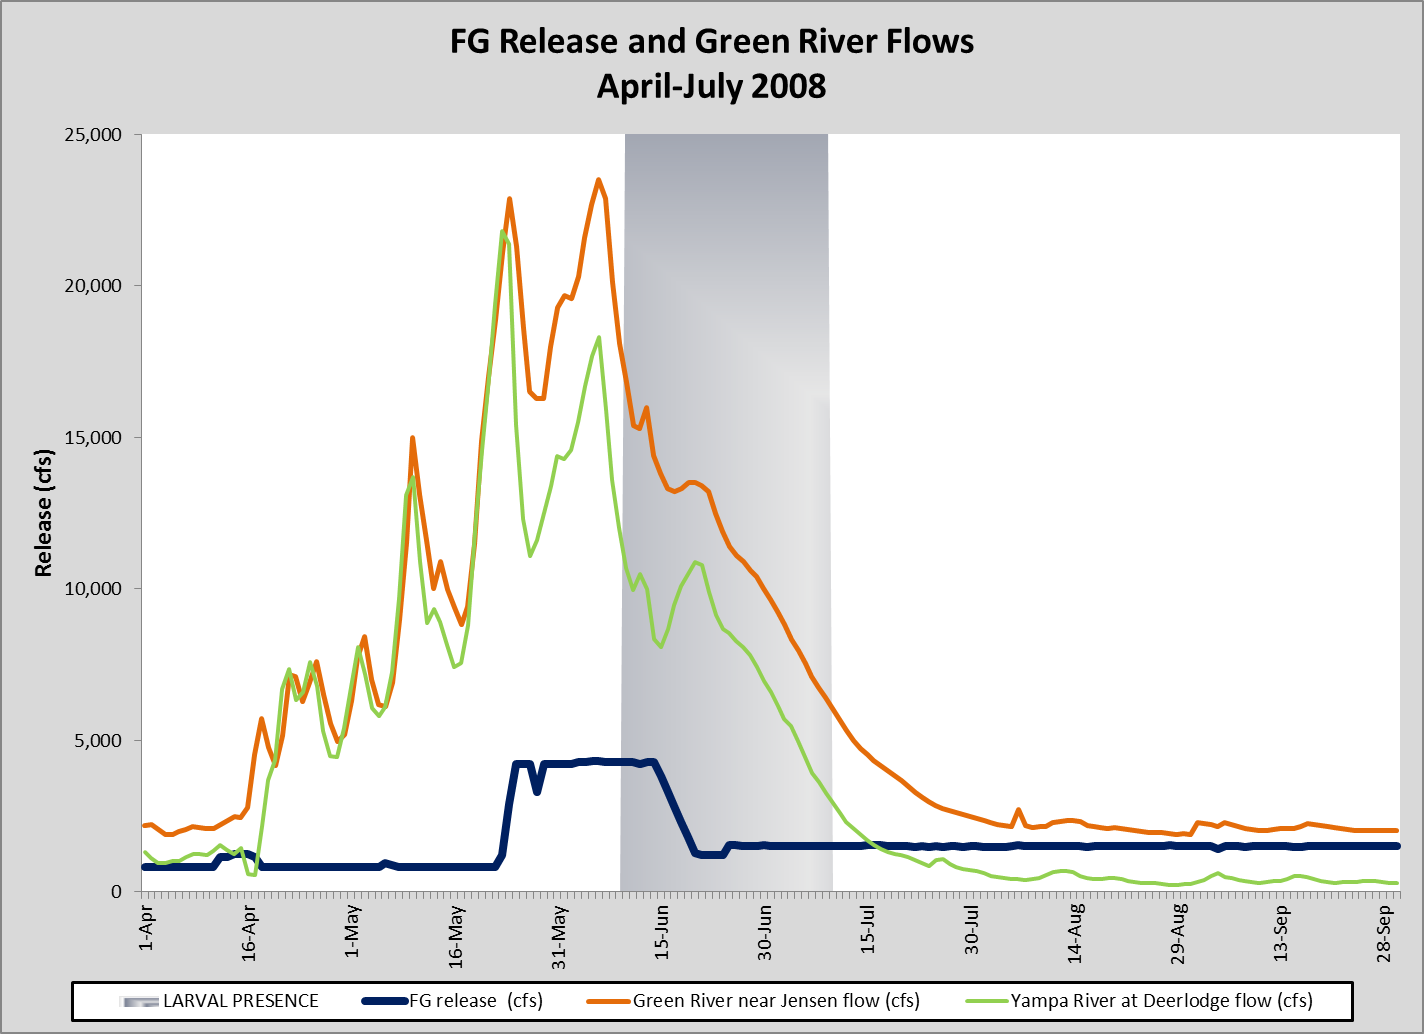 FG Release and Green River Flows
April-July 2008
Release (cfs)
25,000
20,000
15,000
10,000
5,000
0
1-Apr
16-Apr
1-May
16-May
31-May
15-Jun
30-Jun
15-Jul
30-Jul
14-Aug
29-Aug
13-Sep
28-Sep
LARVAL PRESENCE
FG release (cfs)
Green River near Jensen flow (cfs)
Yampa River at Deerlodge flow (cfs)